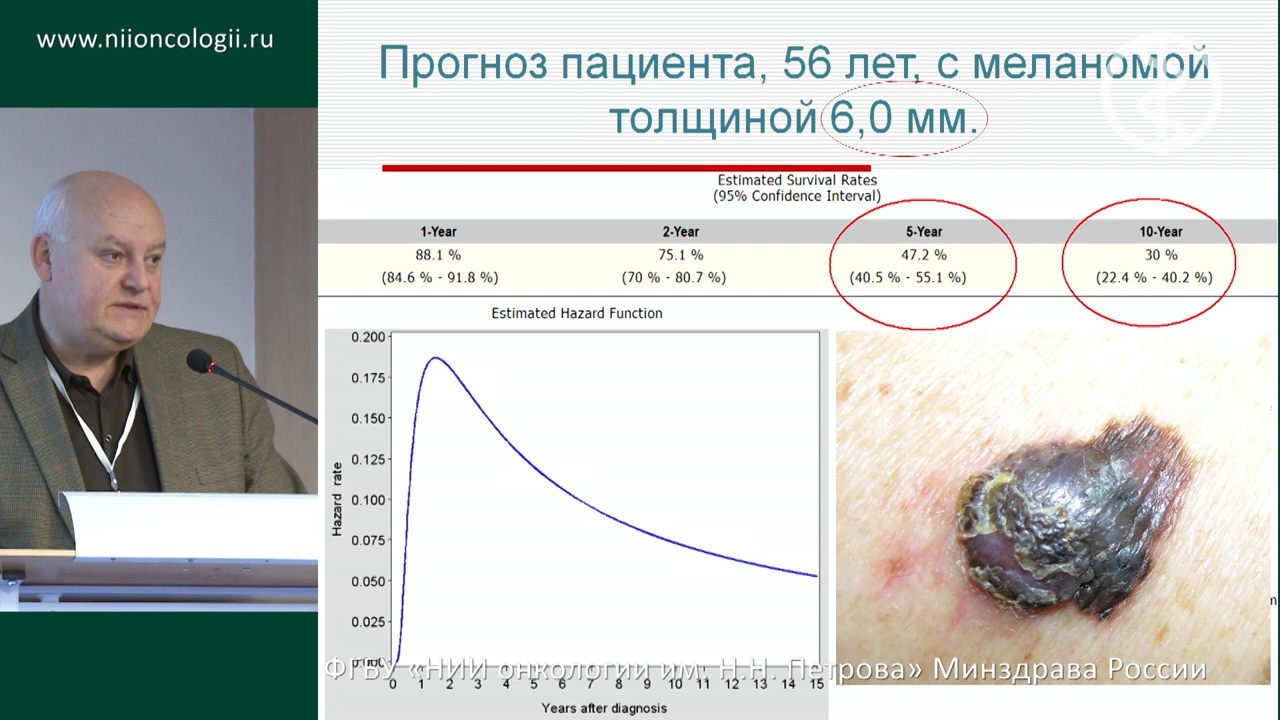 www.niioncologii.ru
Прогноз пациента, 56 лет, с меланомой
толщиной 6,0 мм.
Estimated Survival Rates
(95% Confidence Interval)
1-Year 2-Year 5-Year 10-Year
88.1 % 75.1 % 47.2 % 30 %
(84.6 % - 91.8 %) (70 % - 80.7 %) (40.5 % - 55.1 %) (22.4 % - 40.2 %)
Estimated Hazard Function
0.200
0.175
0.150
0.125
0.100
0.075
0.050
0.025
Hazard rate
ФГБУ «НИИ онкологии им. Н.Н. Петрова» Минздрава России
0 1 2 3 4 5 6 7 8 9 10 11 12 13 14 15
Years after diagnosis